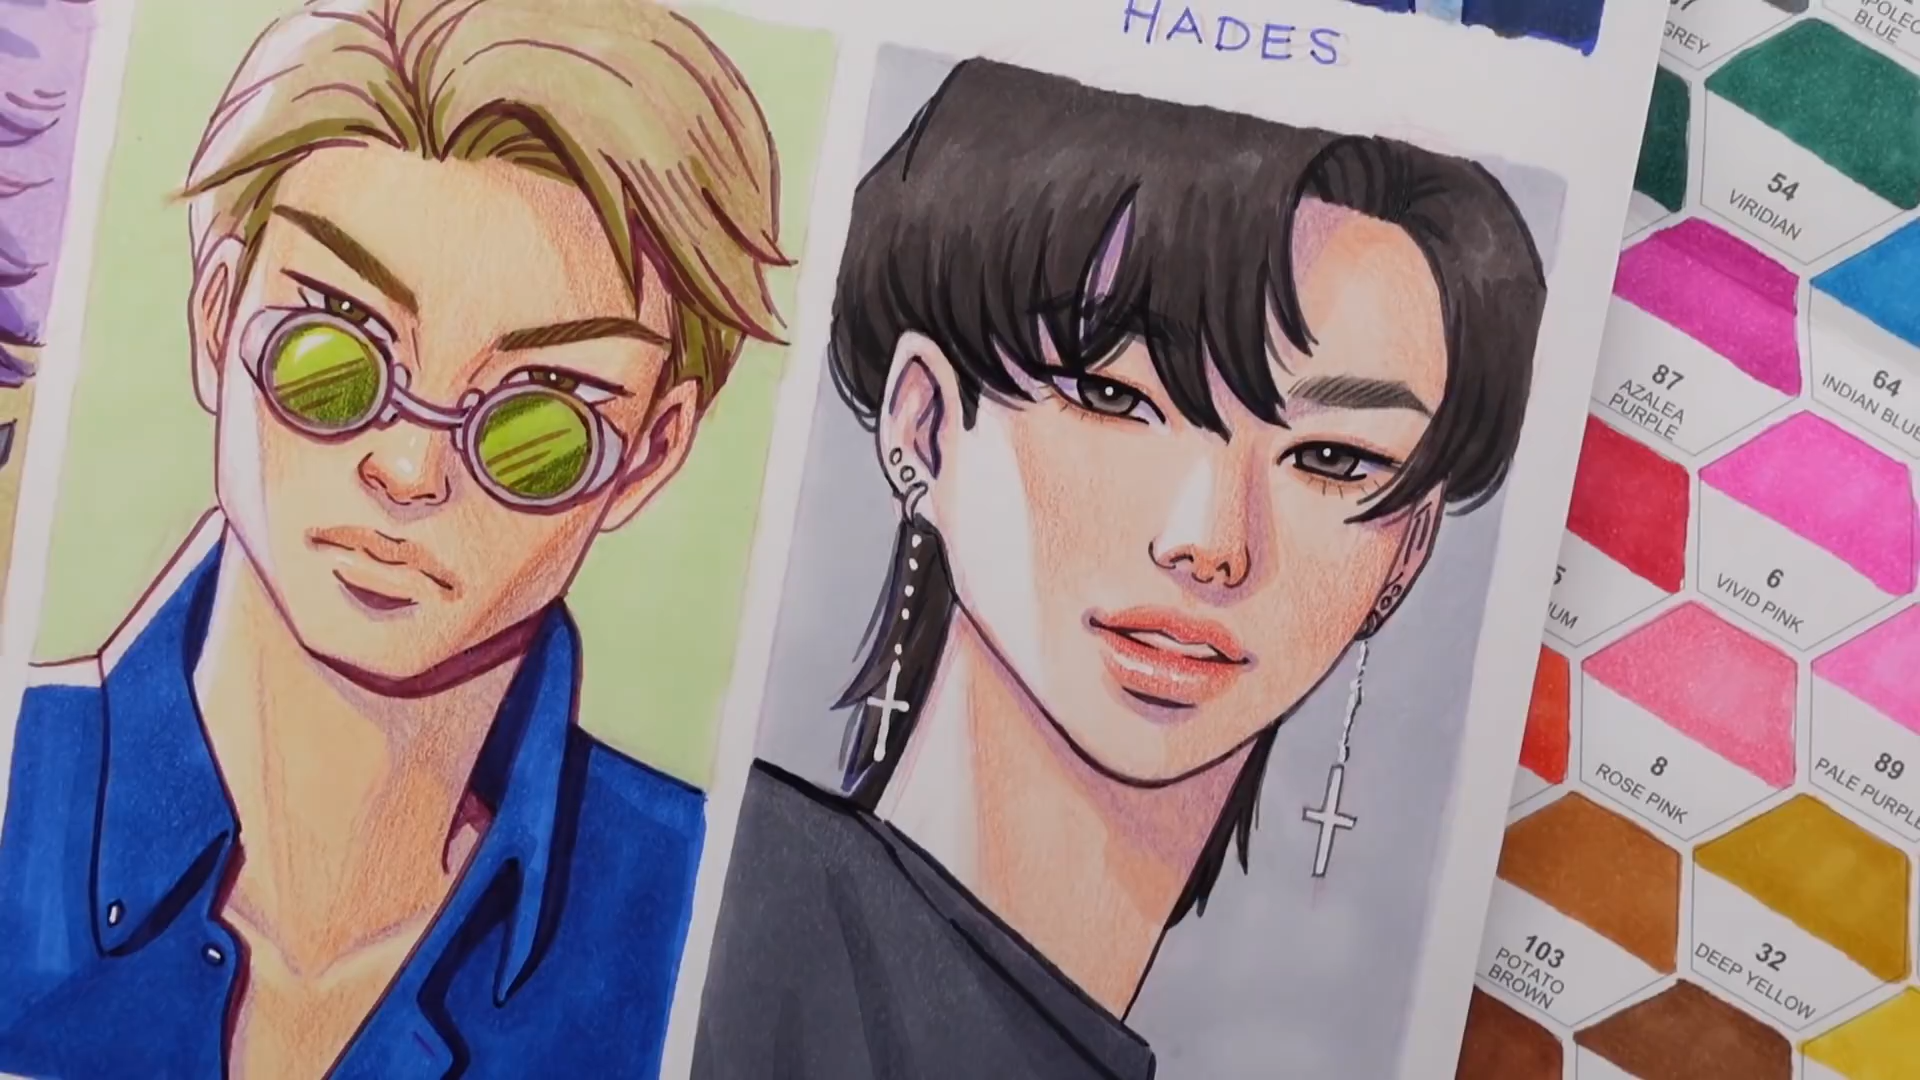 HADES
GREY
BLUE
54
VIRIDIAN
87
AZALEA
PURPLE
64
INDIAN BLUE
6
VIVID PINK
8
ROSE PINK
89
PALE PURPLE
103
POTATO
BROWN
32
DEEP YELLOW